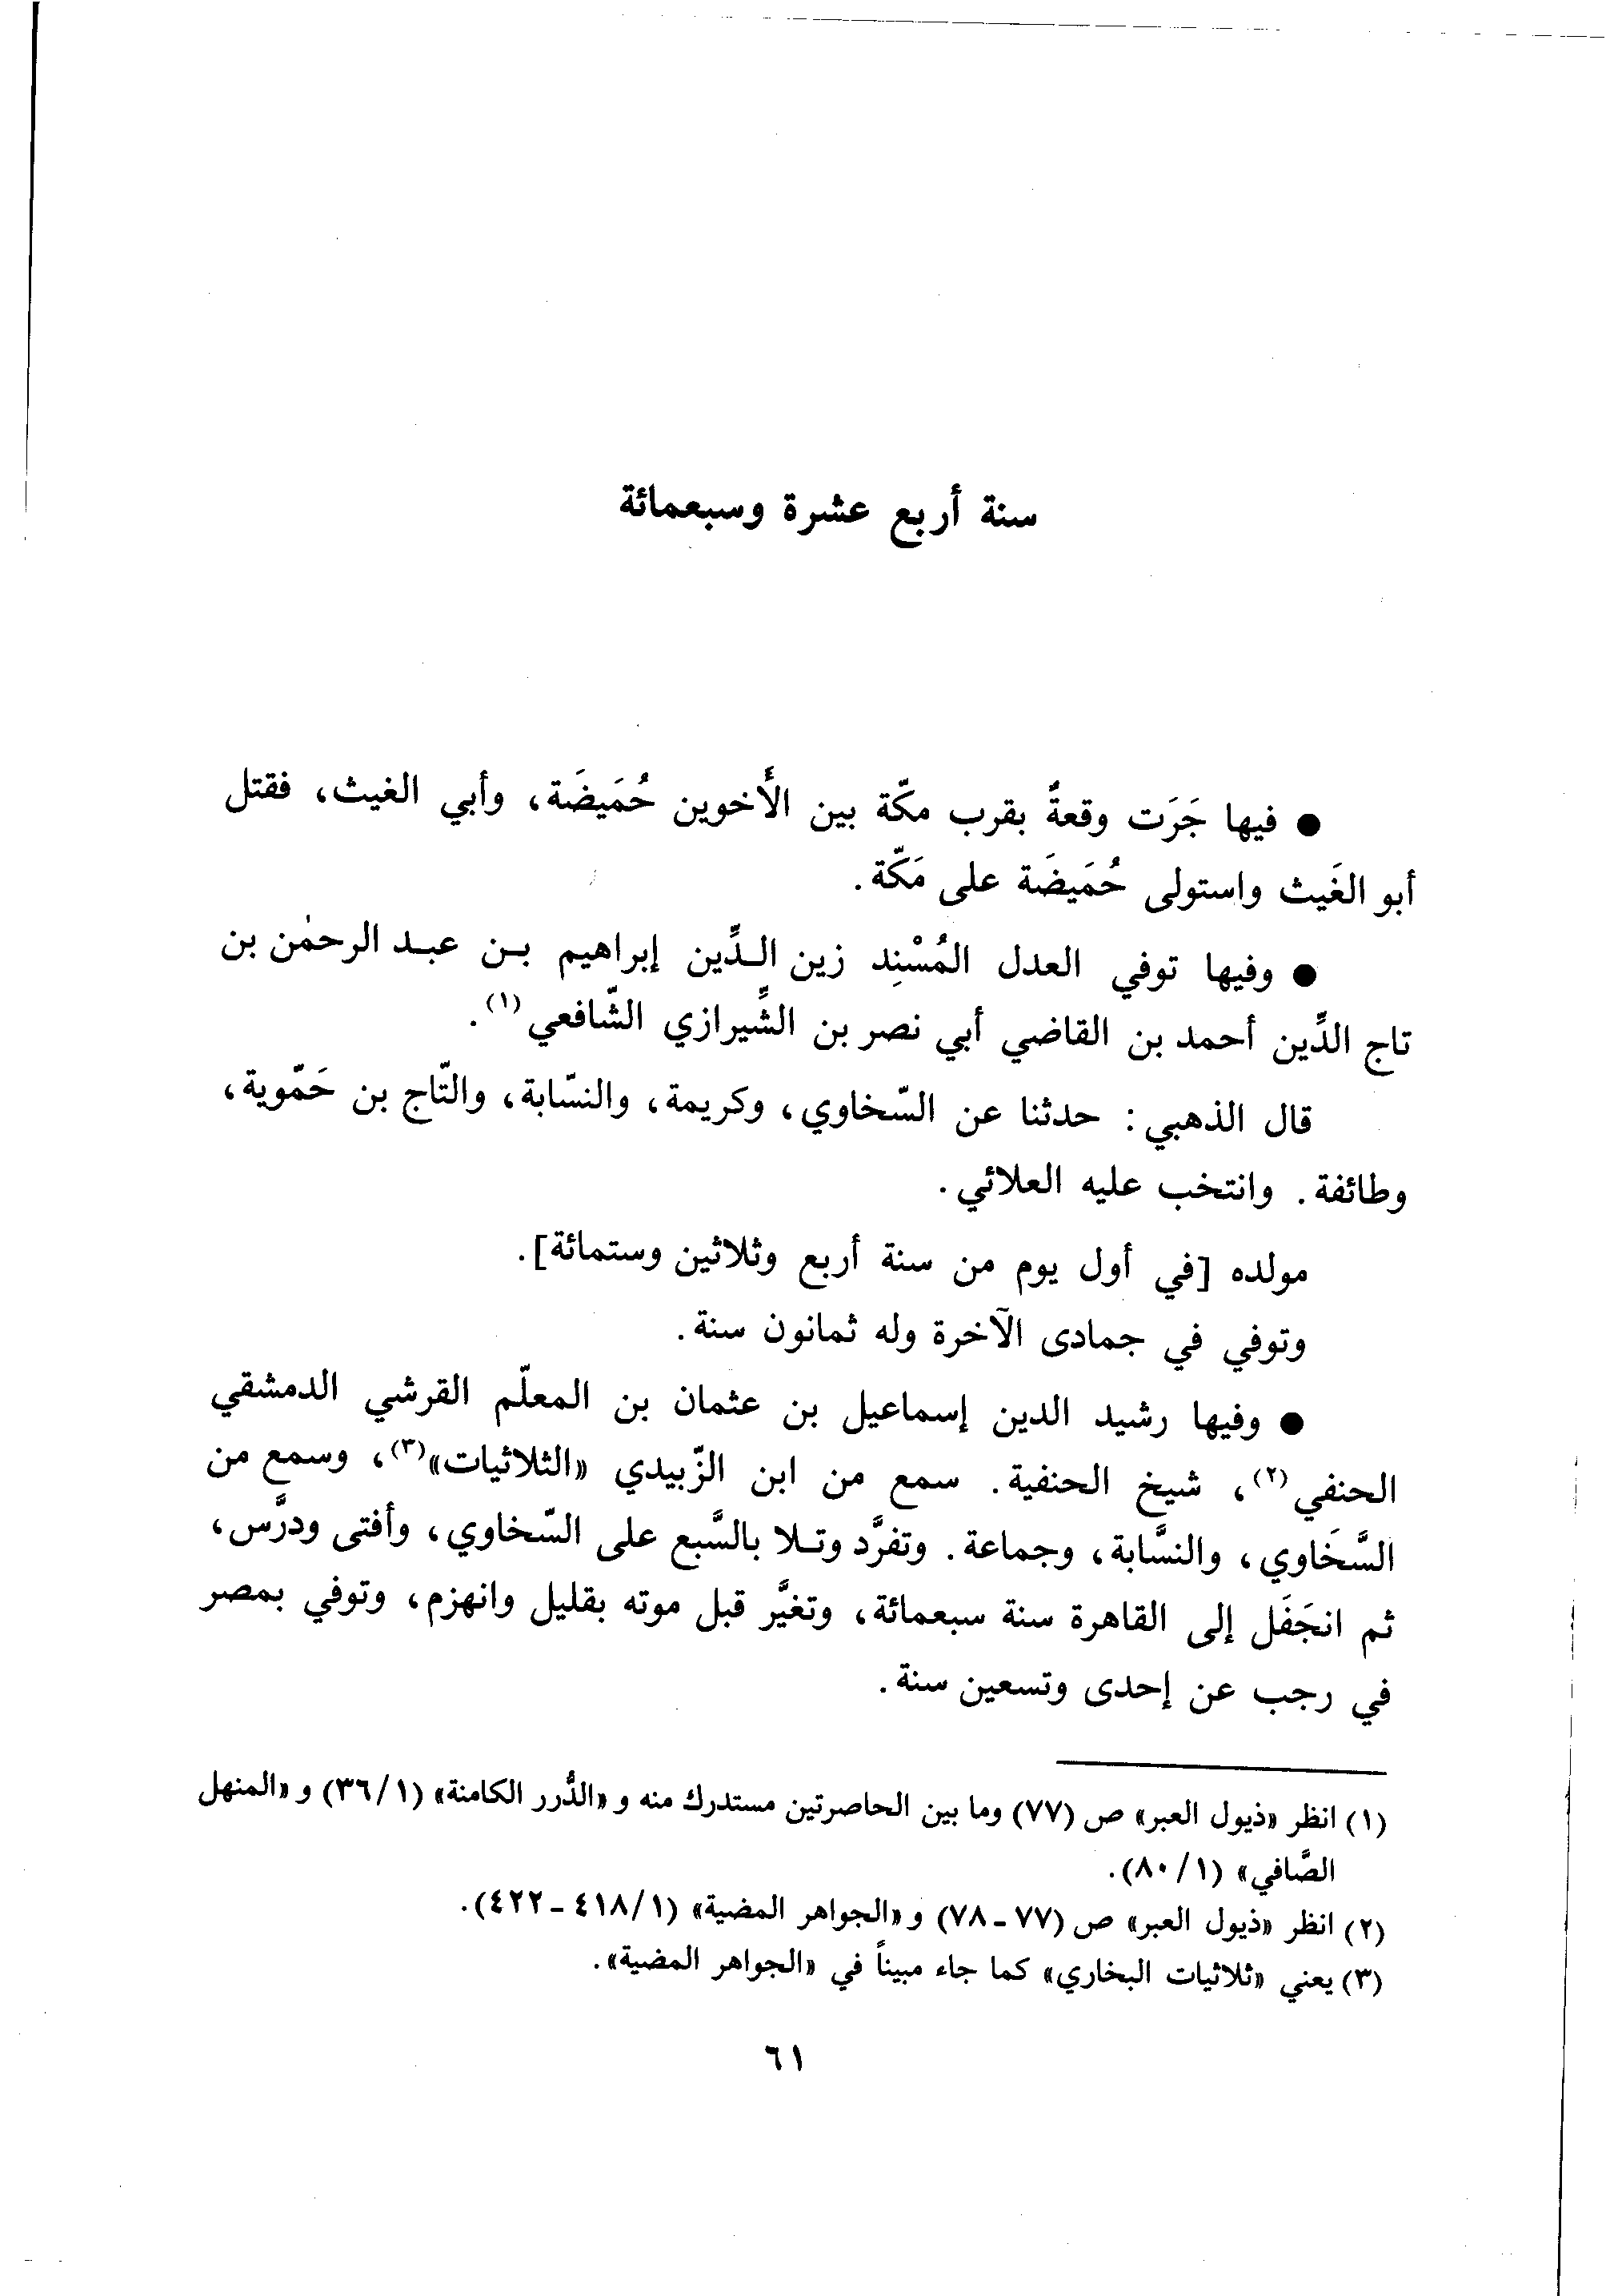 سنة أربع عشرة وسبعمائة
● فيها جَرَت وقعةٌ بقرب مكّة بين الأَخوين حُمَيضَة، وأبي الغيث، فقتل
أبو الغَيث واستولى حُمَيضَة على مَكّة.
● وفيها توفي العدل المُسْنِد زين الدِّين إبراهيم بن عبد الرحمٰن بن
تاج الدِّين أحمد بن القاضي أبي نصر بن الشِّيرازي الشّافعي(١).
قال الذهبي: حدثنا عن السّخاوي، وكريمة، والنسّابة، والتّاج بن حَمّوية،
وطائفة. وانتخب عليه العلائي.
مولده [في أول يوم من سنة أربع وثلاثين وستمائة].
وتوفي في جمادى الآخرة وله ثمانون سنة.
● وفيها رشيد الدين إسماعيل بن عثمان بن المعلّم القرشي الدمشقي
الحنفي(٢)، شيخ الحنفية. سمع من ابن الزّبيدي «الثلاثيات»(٣)، وسمع من
السَّخَاوي، والنسَّابة، وجماعة. وتفرَّد وتلا بالسَّبع على السّخاوي، وأفتى ودرَّس،
ثم انجَفَل إلى القاهرة سنة سبعمائة، وتغيَّر قبل موته بقليل وانهزم، وتوفي بمصر
في رجب عن إحدى وتسعين سنة.
(١) انظر «ذيول العبر» ص (٧٧) وما بين الحاصرتين مستدرك منه و «الدُّرر الكامنة» (٣٦/١) و «المنهل
الصَّافي» (٨٠/١).
(٢) انظر «ذيول العبر» ص (٧٧ - ٧٨) و «الجواهر المضية» (٤١٨/١ - ٤٢٢).
(٣) يعني «ثلاثيات البخاري» كما جاء مبيناً في «الجواهر المضية».
٦١